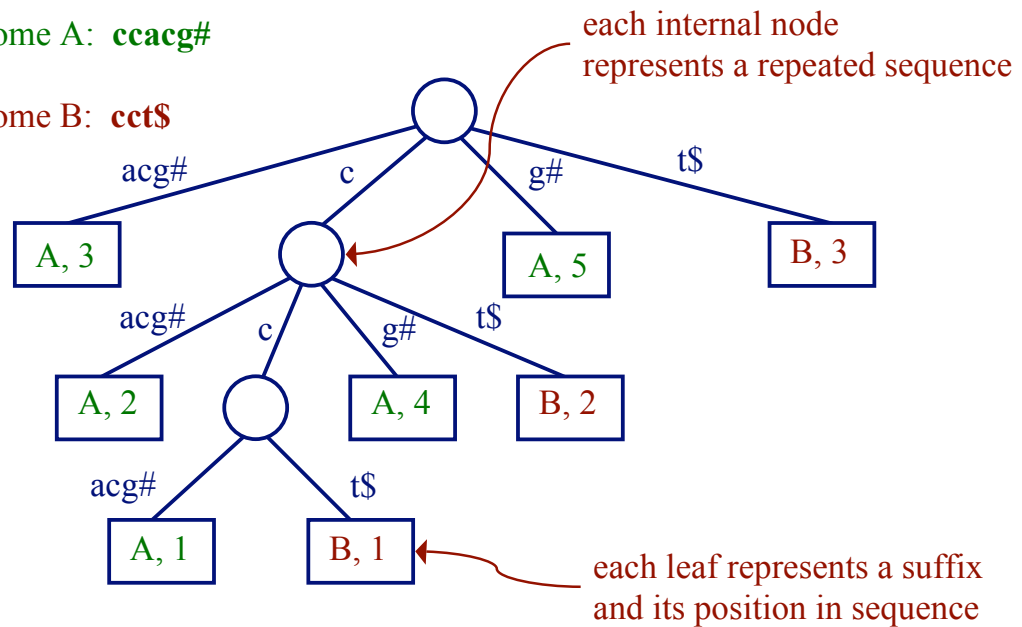 ome A: ccacg#
each internal node
represents a repeated sequence
ome B: cct$
acg#
c
g#
t$
A, 3
A, 5
B, 3
acg#
c
g#
t$
A, 2
A, 4
B, 2
acg#
t$
A, 1
B, 1
each leaf represents a suffix
and its position in sequence